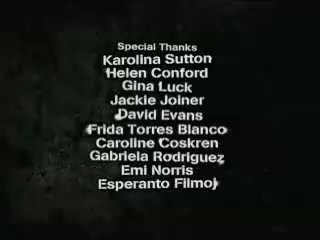 Special Thanks
Karolina Sutton
Helen Conford
Gina Luck
Jackie Joiner
David Evans
Frida Torres Blanco
Caroline Coskren
Gabriela Rodriguez
Emi Norris
Esperanto Filmoj